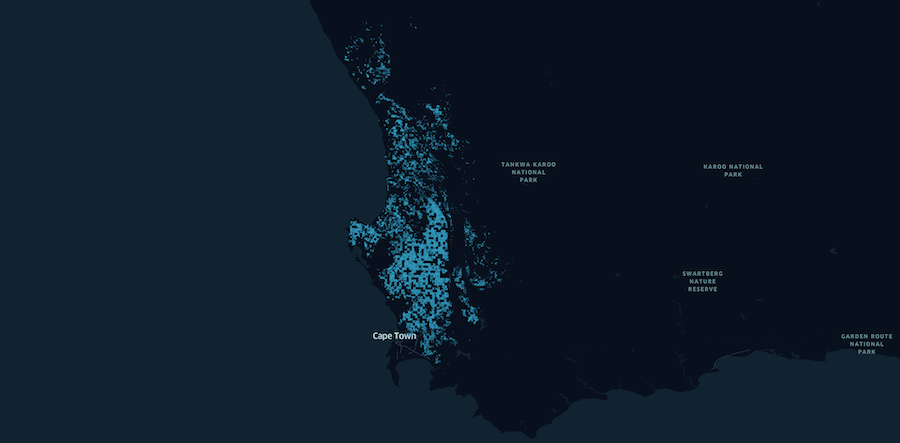 TANKWA KAROO
NATIONAL
PARK
KAROO NATIONAL
PARK
SWARTBERG
NATURE
RESERVE
Cape Town
GARDEN ROUTE
NATIONAL
PARK